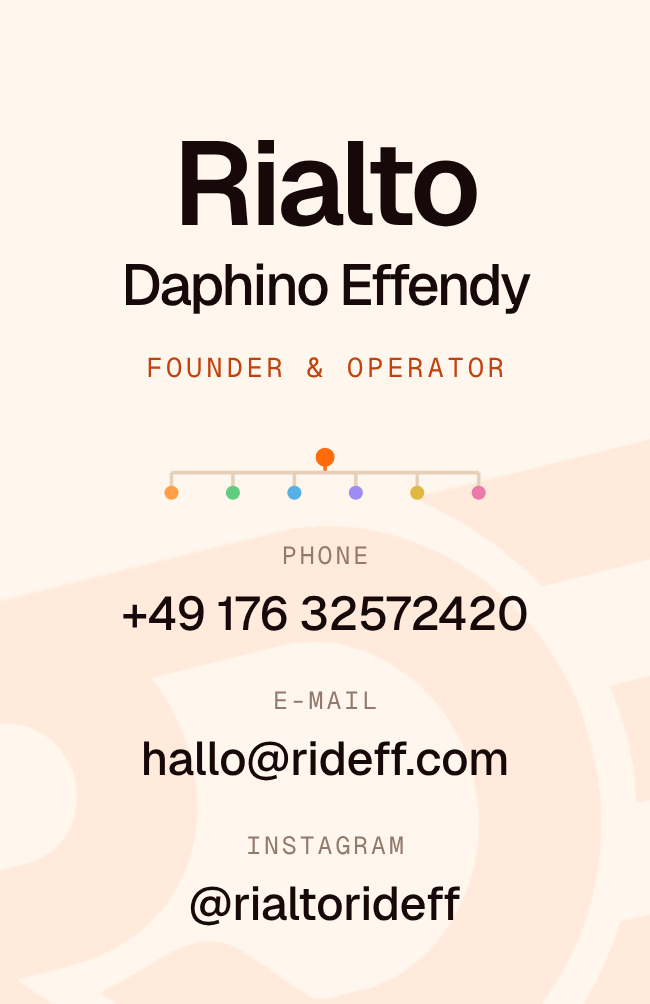 Rialto
Daphino Effendy
FOUNDER & OPERATOR
PHONE
+49 176 32572420
E-MAIL
hallo@rideff.com
INSTAGRAM
@rialtorideff